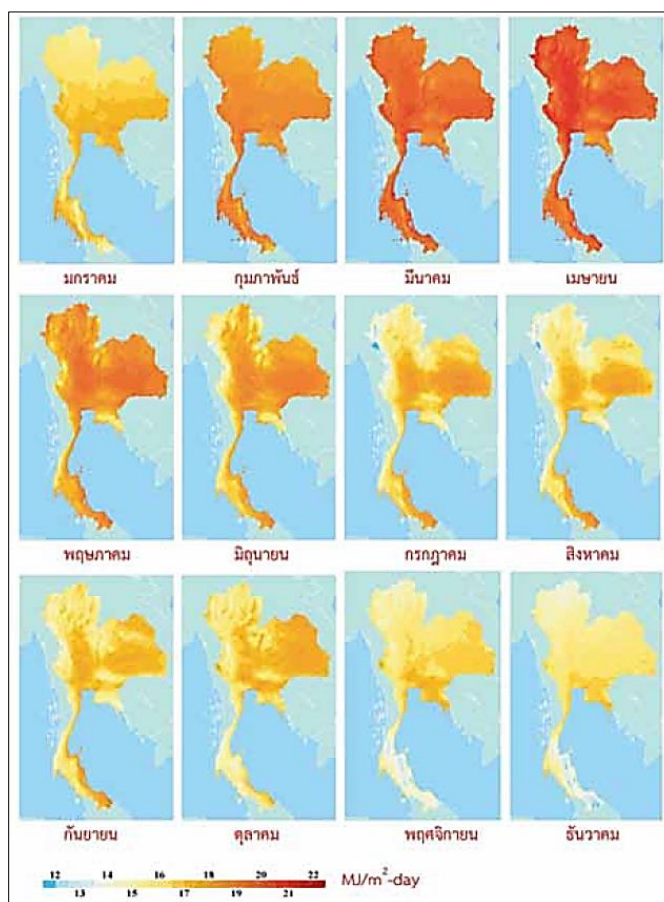 มกราคม กุมภาพันธ์ มีนาคม เมษายน
พฤษภาคม มิถุนายน กรกฎาคม สิงหาคม
กันยายน ตุลาคม พฤศจิกายน ธันวาคม
12 14 16 18 20 22 MJ/m²-day
13 15 17 19 21